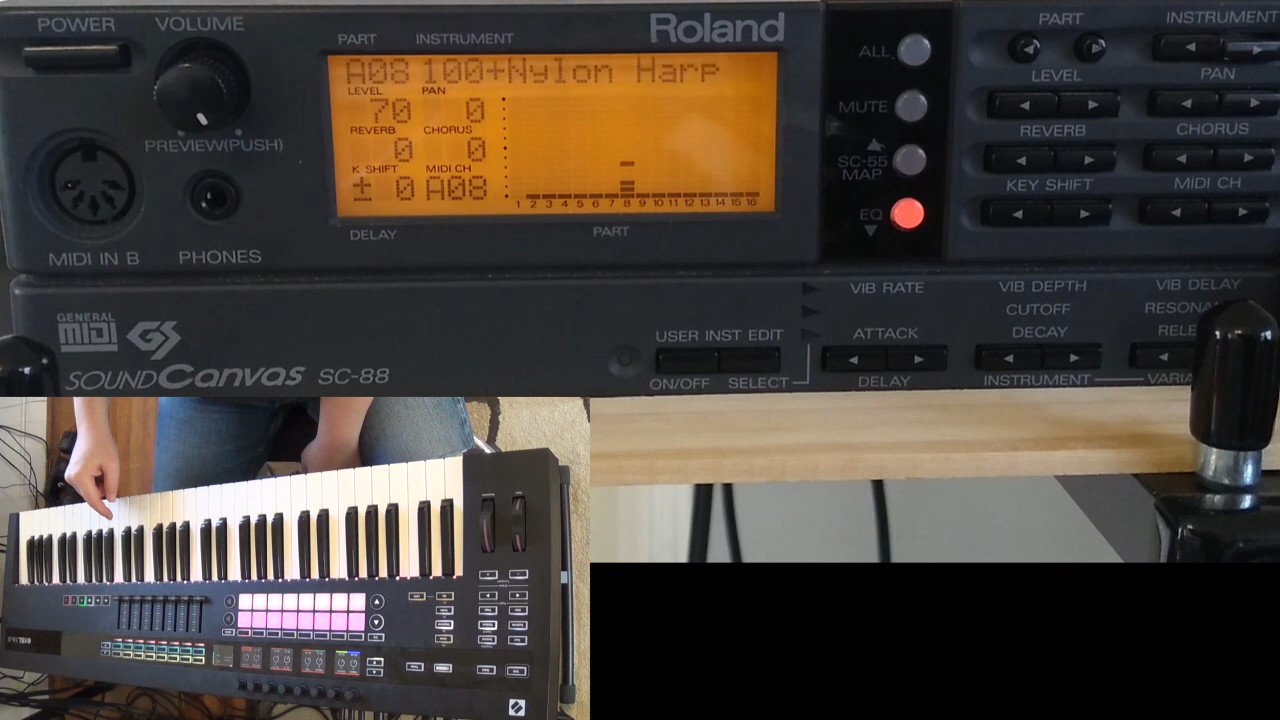 POWER VOLUME
Roland
PART INSTRUMENT
A08 100+Nylon Harp
LEVEL PAN
70 0
REVERB CHORUS
0 0
K SHIFT MIDI CH
± 0 A08
1 2 3 4 5 6 7 8 9 10 11 12 13 14 15 16
DELAY PART
PREVIEW(PUSH)
MIDI IN B PHONES
ALL
MUTE
SC-55
MAP
EQ
PART INSTRUMENT
LEVEL PAN
REVERB CHORUS
KEY SHIFT MIDI CH
GENERAL
MIDI GS
SOUND Canvas SC-88
USER INST EDIT
ON/OFF SELECT
VIB RATE VIB DEPTH VIB DELAY
CUTOFF
ATTACK DECAY
DELAY INSTRUMENT